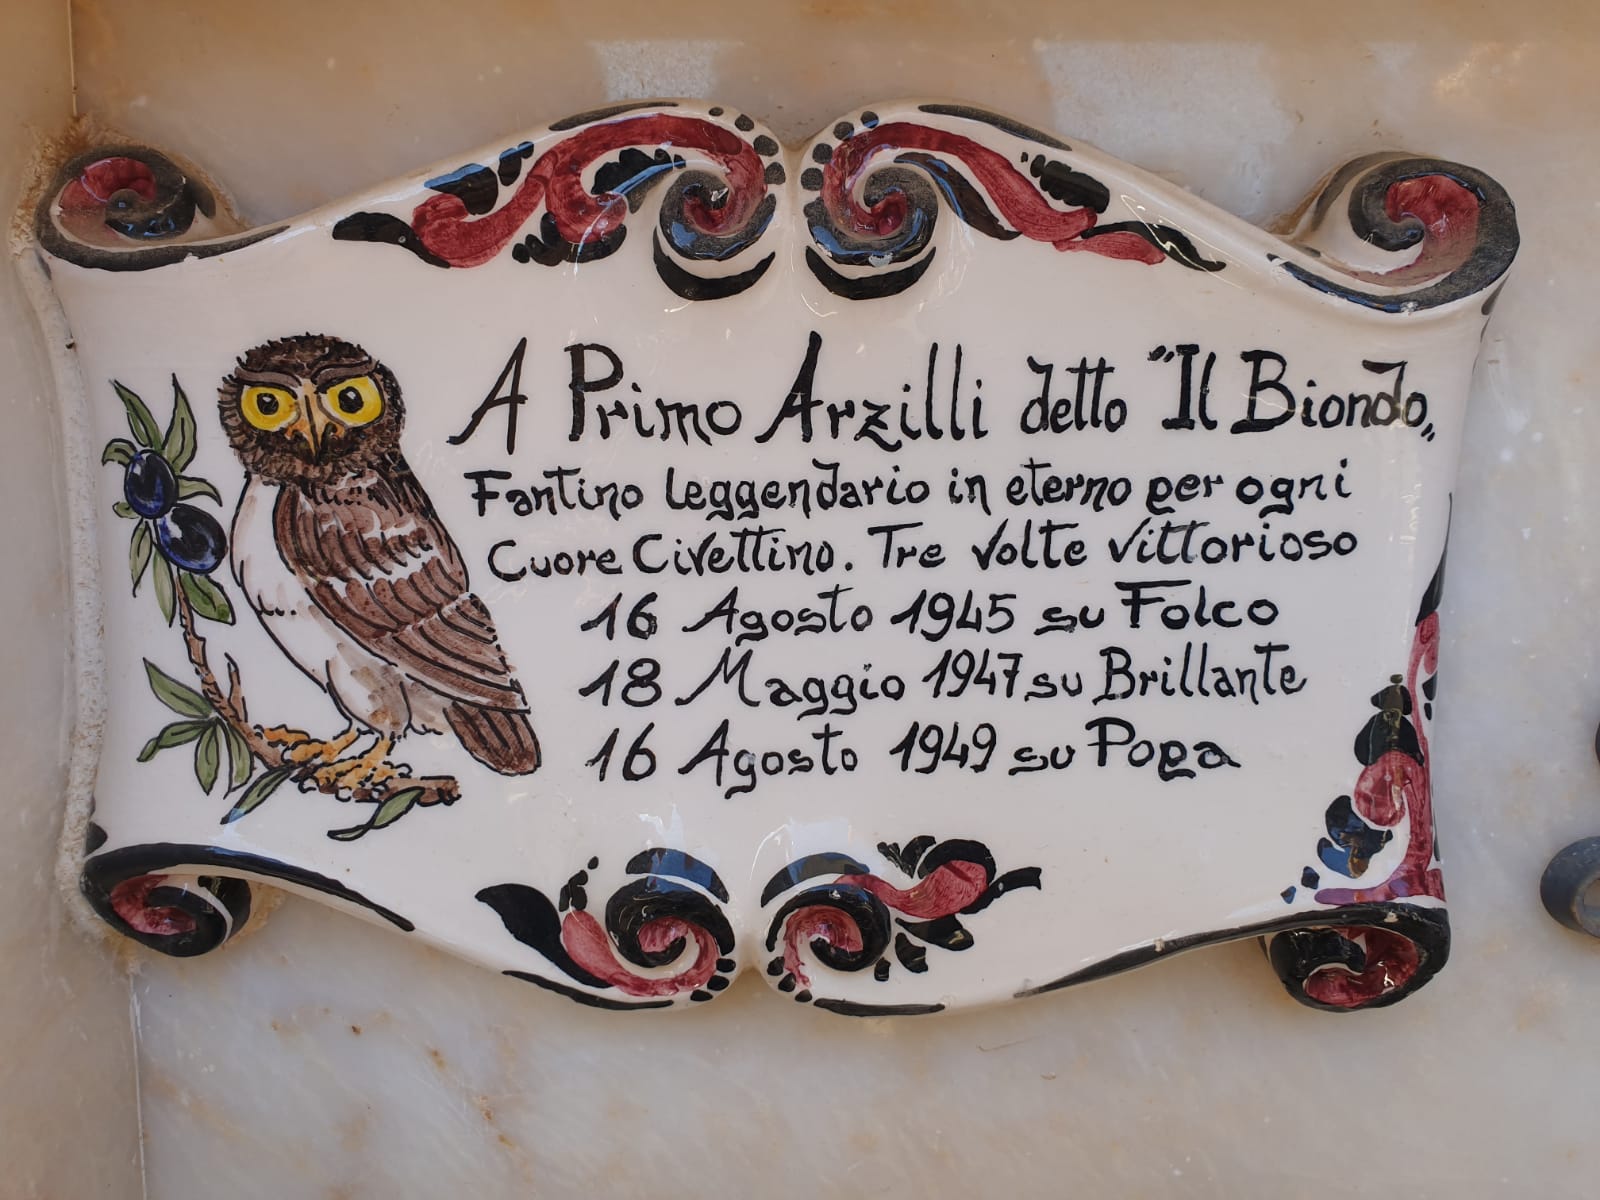 A Primo Arzilli detto "Il Biondo„
Fantino leggendario in eterno per ogni
Cuore Civettino. Tre Volte Vittorioso
16 Agosto 1945 su Folco
18 Maggio 1947 su Brillante
16 Agosto 1949 su Popa